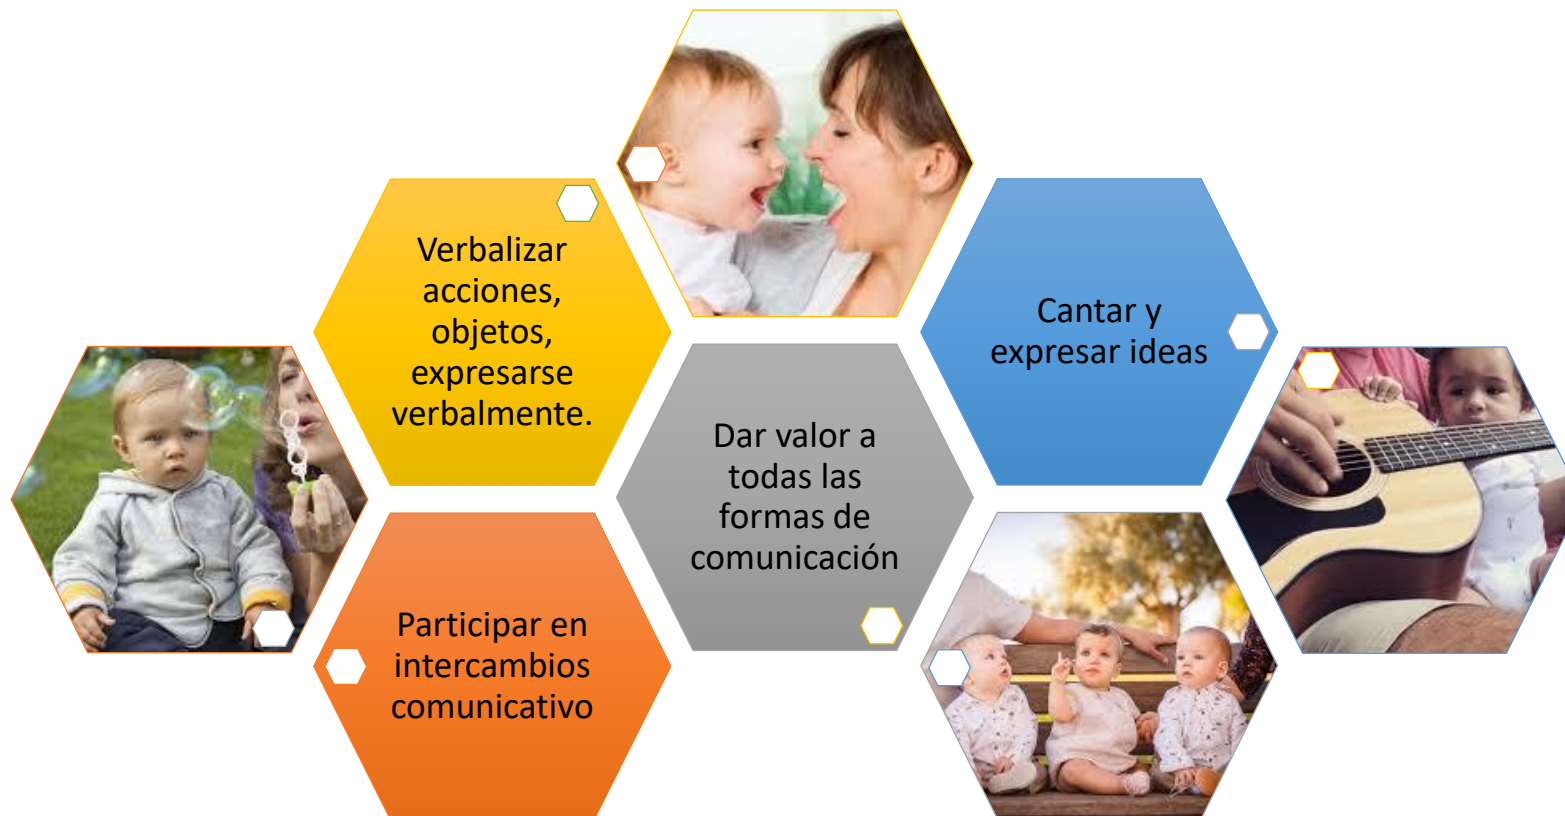 Verbalizar
acciones,
objetos,
expresarse
verbalmente.
Cantar y
expresar ideas
Dar valor a
todas las
formas de
comunicación
Participar en
intercambios
comunicativo